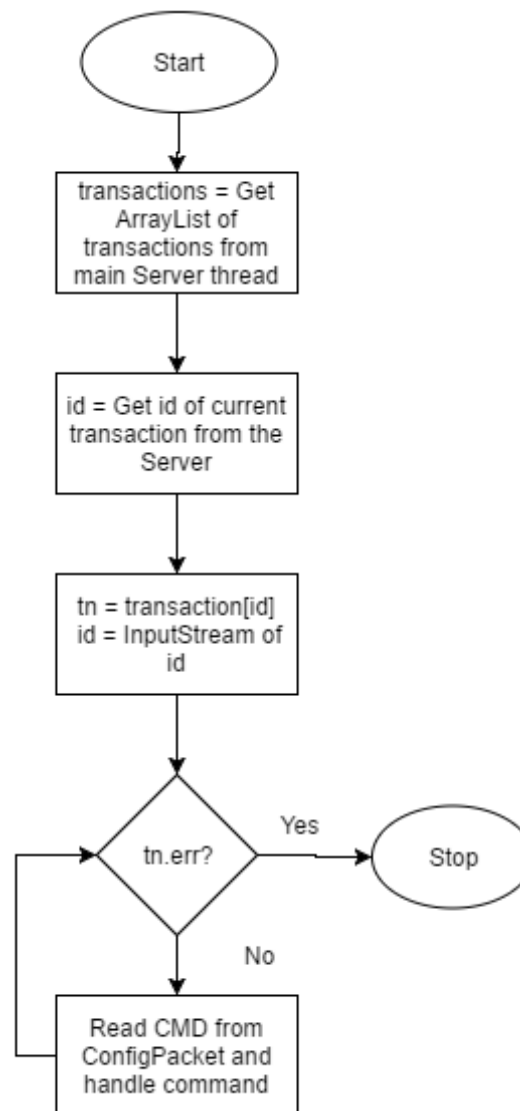 Start
transactions = Get
ArrayList of
transactions from
main Server thread
id = Get id of current
transaction from the
Server
tn = transaction[id]
id = InputStream of
id
tn.err?
Yes
Stop
No
Read CMD from
ConfigPacket and
handle command